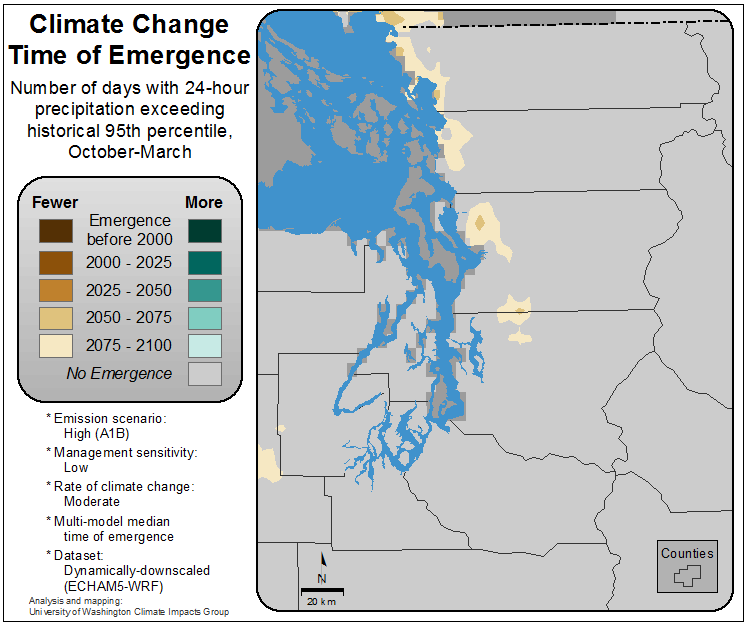 Climate Change
Time of Emergence
Number of days with 24-hour
precipitation exceeding
historical 95th percentile,
October-March
Fewer
More
Emergence
before 2000
2000 - 2025
2025 - 2050
2050 - 2075
2075 - 2100
No Emergence
* Emission scenario:
High (A1B)
* Management sensitivity:
Low
* Rate of climate change:
Moderate
* Multi-model median
time of emergence
* Dataset:
Dynamically-downscaled
(ECHAM5-WRF)
Analysis and mapping:
University of Washington Climate Impacts Group
N
20 km
Counties